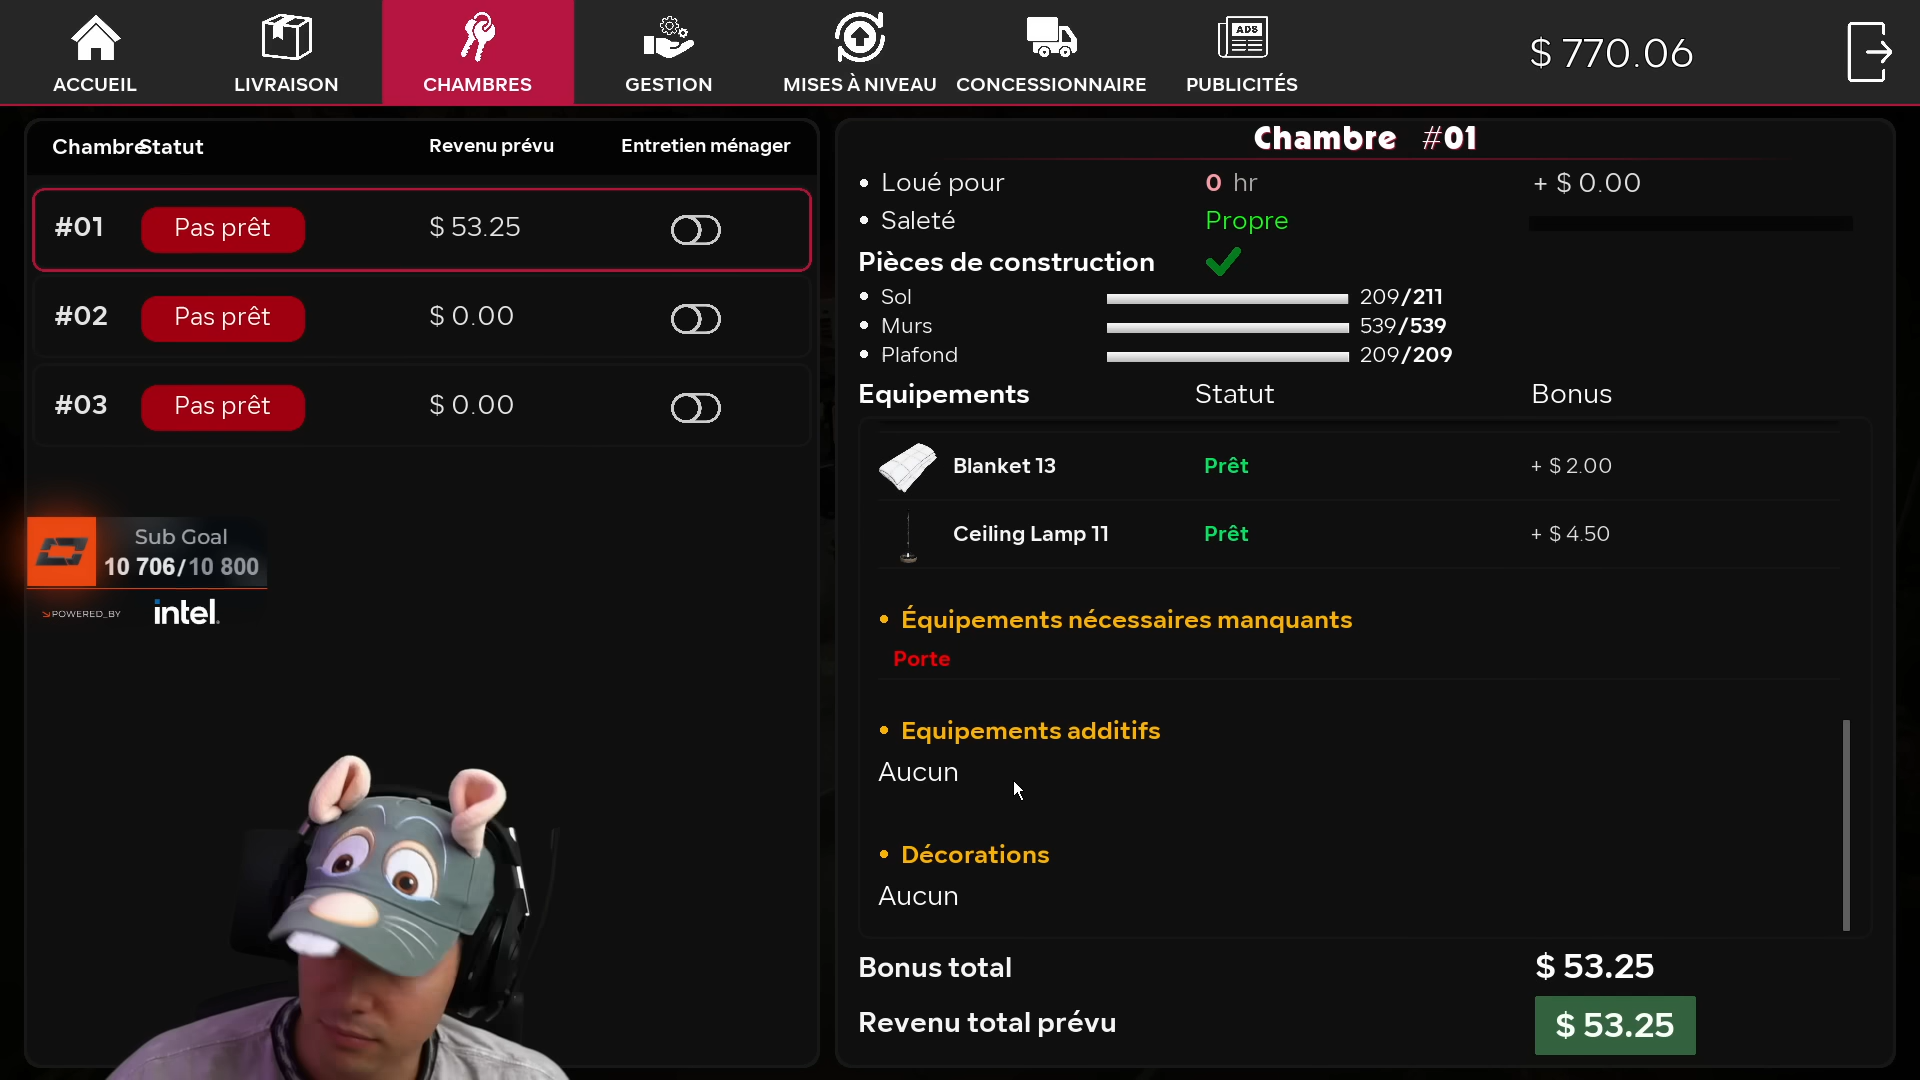 ACCUEIL
LIVRAISON
CHAMBRES
GESTION
MISES À NIVEAU
CONCESSIONNAIRE
ADS
PUBLICITÉS
$ 770.06
Chambre Statut Revenu prévu Entretien ménager
#01 Pas prêt $ 53.25
#02 Pas prêt $ 0.00
#03 Pas prêt $ 0.00
Sub Goal
10 706/10 800
POWERED_BY intel.
Chambre #01
• Loué pour 0 hr + $ 0.00
• Saleté Propre
Pièces de construction
• Sol 209/211
• Murs 539/539
• Plafond 209/209
Equipements Statut Bonus
Blanket 13 Prêt + $ 2.00
Ceiling Lamp 11 Prêt + $ 4.50
• Équipements nécessaires manquants
Porte
• Equipements additifs
Aucun
• Décorations
Aucun
Bonus total $ 53.25
Revenu total prévu $ 53.25